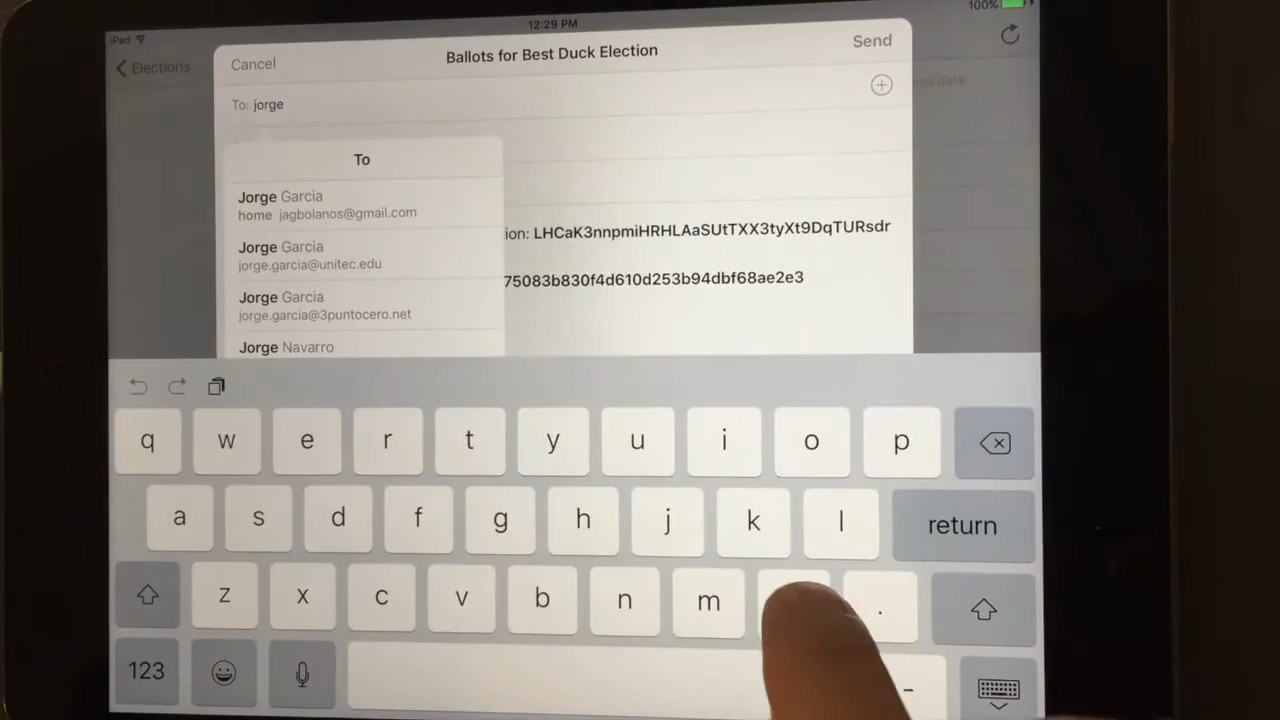 iPad 12:29 PM 100%
Elections
Cancel Ballots for Best Duck Election Send
To: jorge
To
Jorge Garcia
home jagbolanos@gmail.com
ion: LHCaK3nnpmiHRHLAaSUtTXX3tyXt9DqTURsdr
Jorge Garcia
jorge.garcia@unitec.edu
75083b830f4d610d253b94dbf68ae2e3
Jorge Garcia
jorge.garcia@3puntocero.net
Jorge Navarro
q w e r t y u i o p
a s d f g h j k l return
z x c v b n m .
123 -